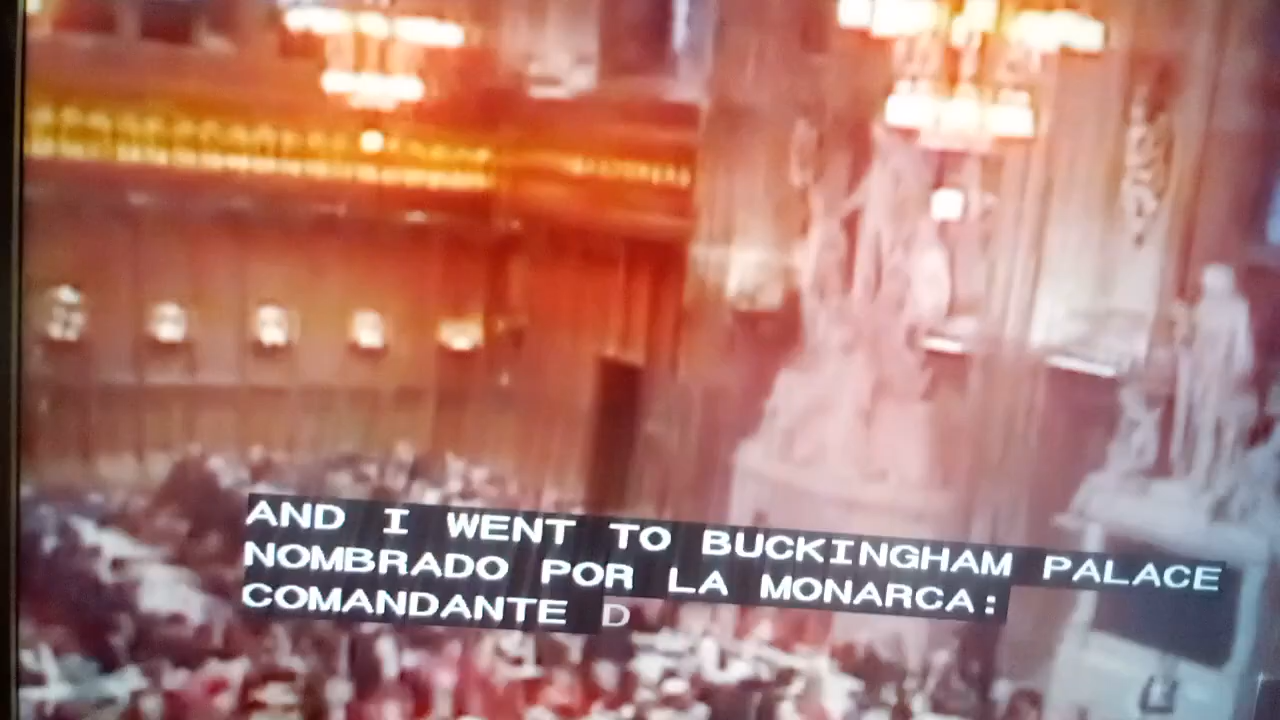 AND I WENT TO BUCKINGHAM PALACE
NOMBRADO POR LA MONARCA:
COMANDANTE D